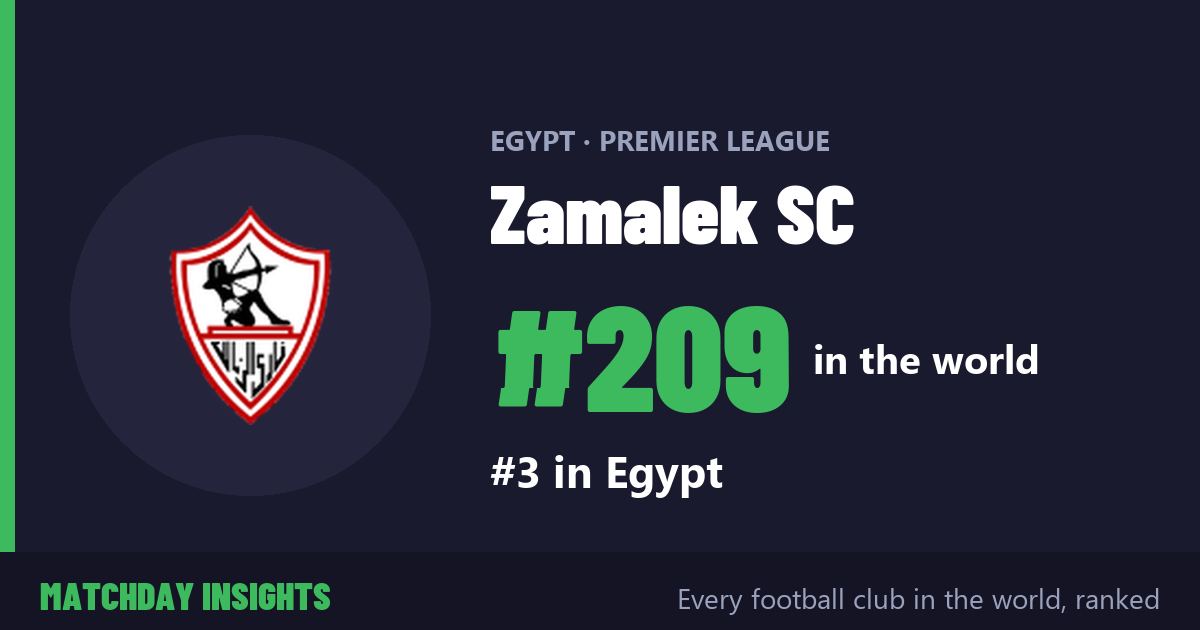 EGYPT · PREMIER LEAGUE
Zamalek SC
#209 in the world
#3 in Egypt
MATCHDAY INSIGHTS
Every football club in the world, ranked